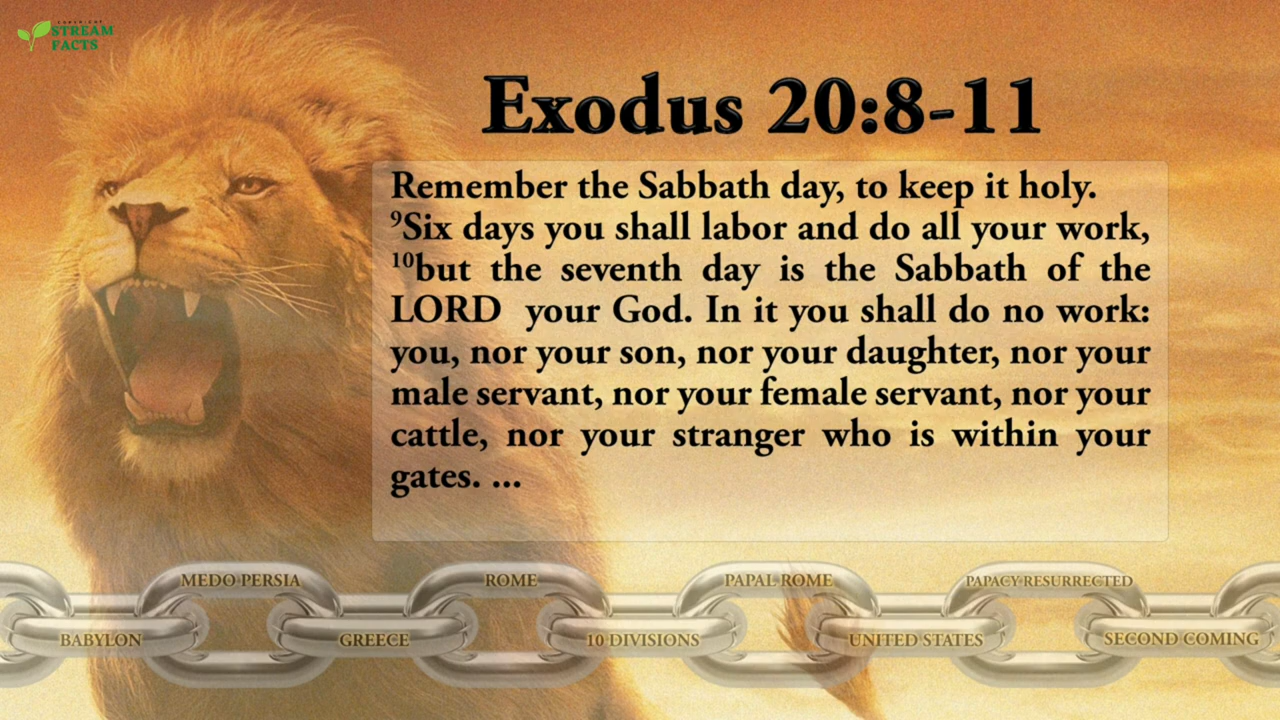 STREAM
FACTS
Exodus 20:8-11
Remember the Sabbath day, to keep it holy.
⁹Six days you shall labor and do all your work,
¹⁰but the seventh day is the Sabbath of the
LORD your God. In it you shall do no work:
you, nor your son, nor your daughter, nor your
male servant, nor your female servant, nor your
cattle, nor your stranger who is within your
gates. ...
MEDO PERSIA
ROME
PAPAL ROME
PAPACY RESURRECTED
BABYLON
GREECE
10 DIVISIONS
UNITED STATES
SECOND COMING